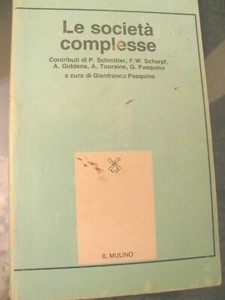 Le società
complesse
Contributi di P. Schmitter, F.W. Scharpf,
A. Giddens, A. Touraine, G. Pasquino
a cura di Gianfranco Pasquino
IL MULINO